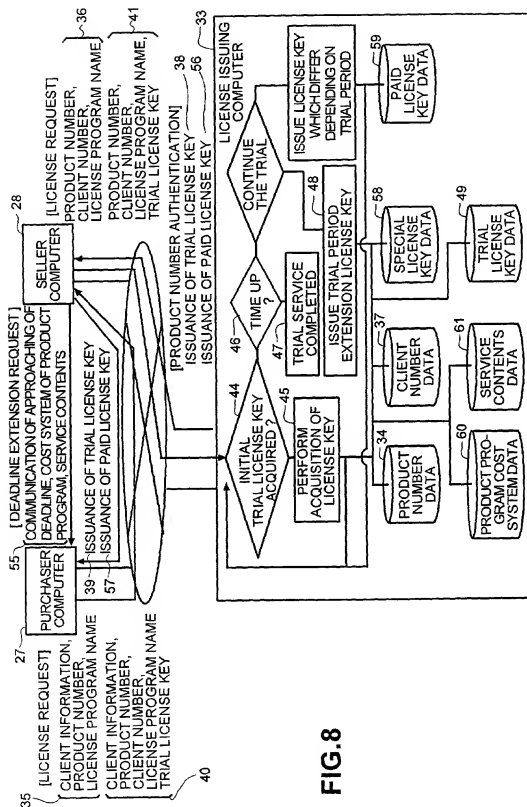 35
[LICENSE REQUEST]
CLIENT INFORMATION,
PRODUCT NUMBER,
LICENSE PROGRAM NAME
CLIENT INFORMATION,
PRODUCT NUMBER,
CLIENT NUMBER,
LICENSE PROGRAM NAME
TRIAL LICENSE KEY
40
27
PURCHASER
COMPUTER
[DEADLINE EXTENSION REQUEST]
55
COMMUNICATION OF APPROACHING OF
DEADLINE, COST SYSTEM OF PRODUCT
PROGRAM, SERVICE CONTENTS
39
ISSUANCE OF TRIAL LICENSE KEY
57
ISSUANCE OF PAID LICENSE KEY
28
SELLER
COMPUTER
[LICENSE REQUEST]
PRODUCT NUMBER,
CLIENT NUMBER,
LICENSE PROGRAM NAME
36
PRODUCT NUMBER,
CLIENT NUMBER,
LICENSE PROGRAM NAME,
TRIAL LICENSE KEY
41
[PRODUCT NUMBER AUTHENTICATION]
ISSUANCE OF TRIAL LICENSE KEY 38
ISSUANCE OF PAID LICENSE KEY 56
LICENSE ISSUING
COMPUTER
33
44
INITIAL
TRIAL LICENSE KEY
ACQUIRED ?
45
PERFORM
ACQUISITION OF
LICENSE KEY
46
TIME UP ?
47
TRIAL SERVICE
COMPLETED
CONTINUE
THE TRIAL
48
ISSUE TRIAL PERIOD
EXTENSION LICENSE KEY
ISSUE LICENSE KEY
WHICH DIFFER
DEPENDING ON
TRIAL PERIOD
34
PRODUCT NUMBER
DATA
37
CLIENT NUMBER
DATA
58
SPECIAL LICENSE
KEY DATA
59
PAID LICENSE
KEY DATA
60
PRODUCT PRO-
GRAM COST
SYSTEM DATA
61
SERVICE CONTENTS
DATA
49
TRIAL LICENSE
KEY DATA
FIG.8